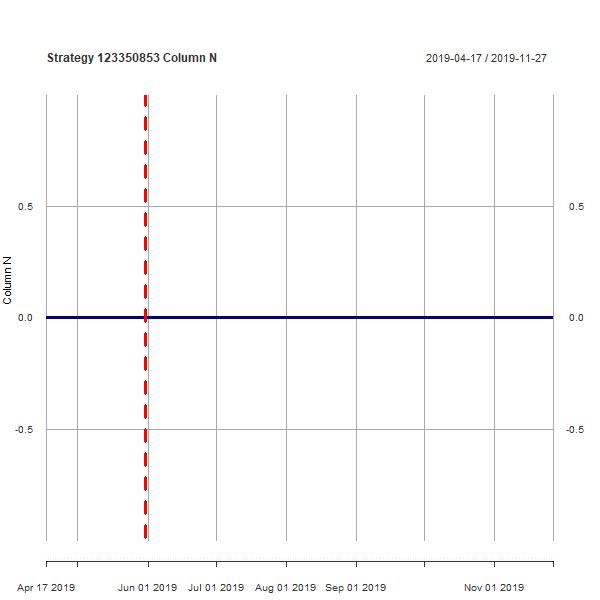 Strategy 123350853 Column N
2019-04-17 / 2019-11-27
0.5
0.5
Column N
0.0
0.0
-0.5
-0.5
Apr 17 2019
Jun 01 2019
Jul 01 2019
Aug 01 2019
Sep 01 2019
Nov 01 2019